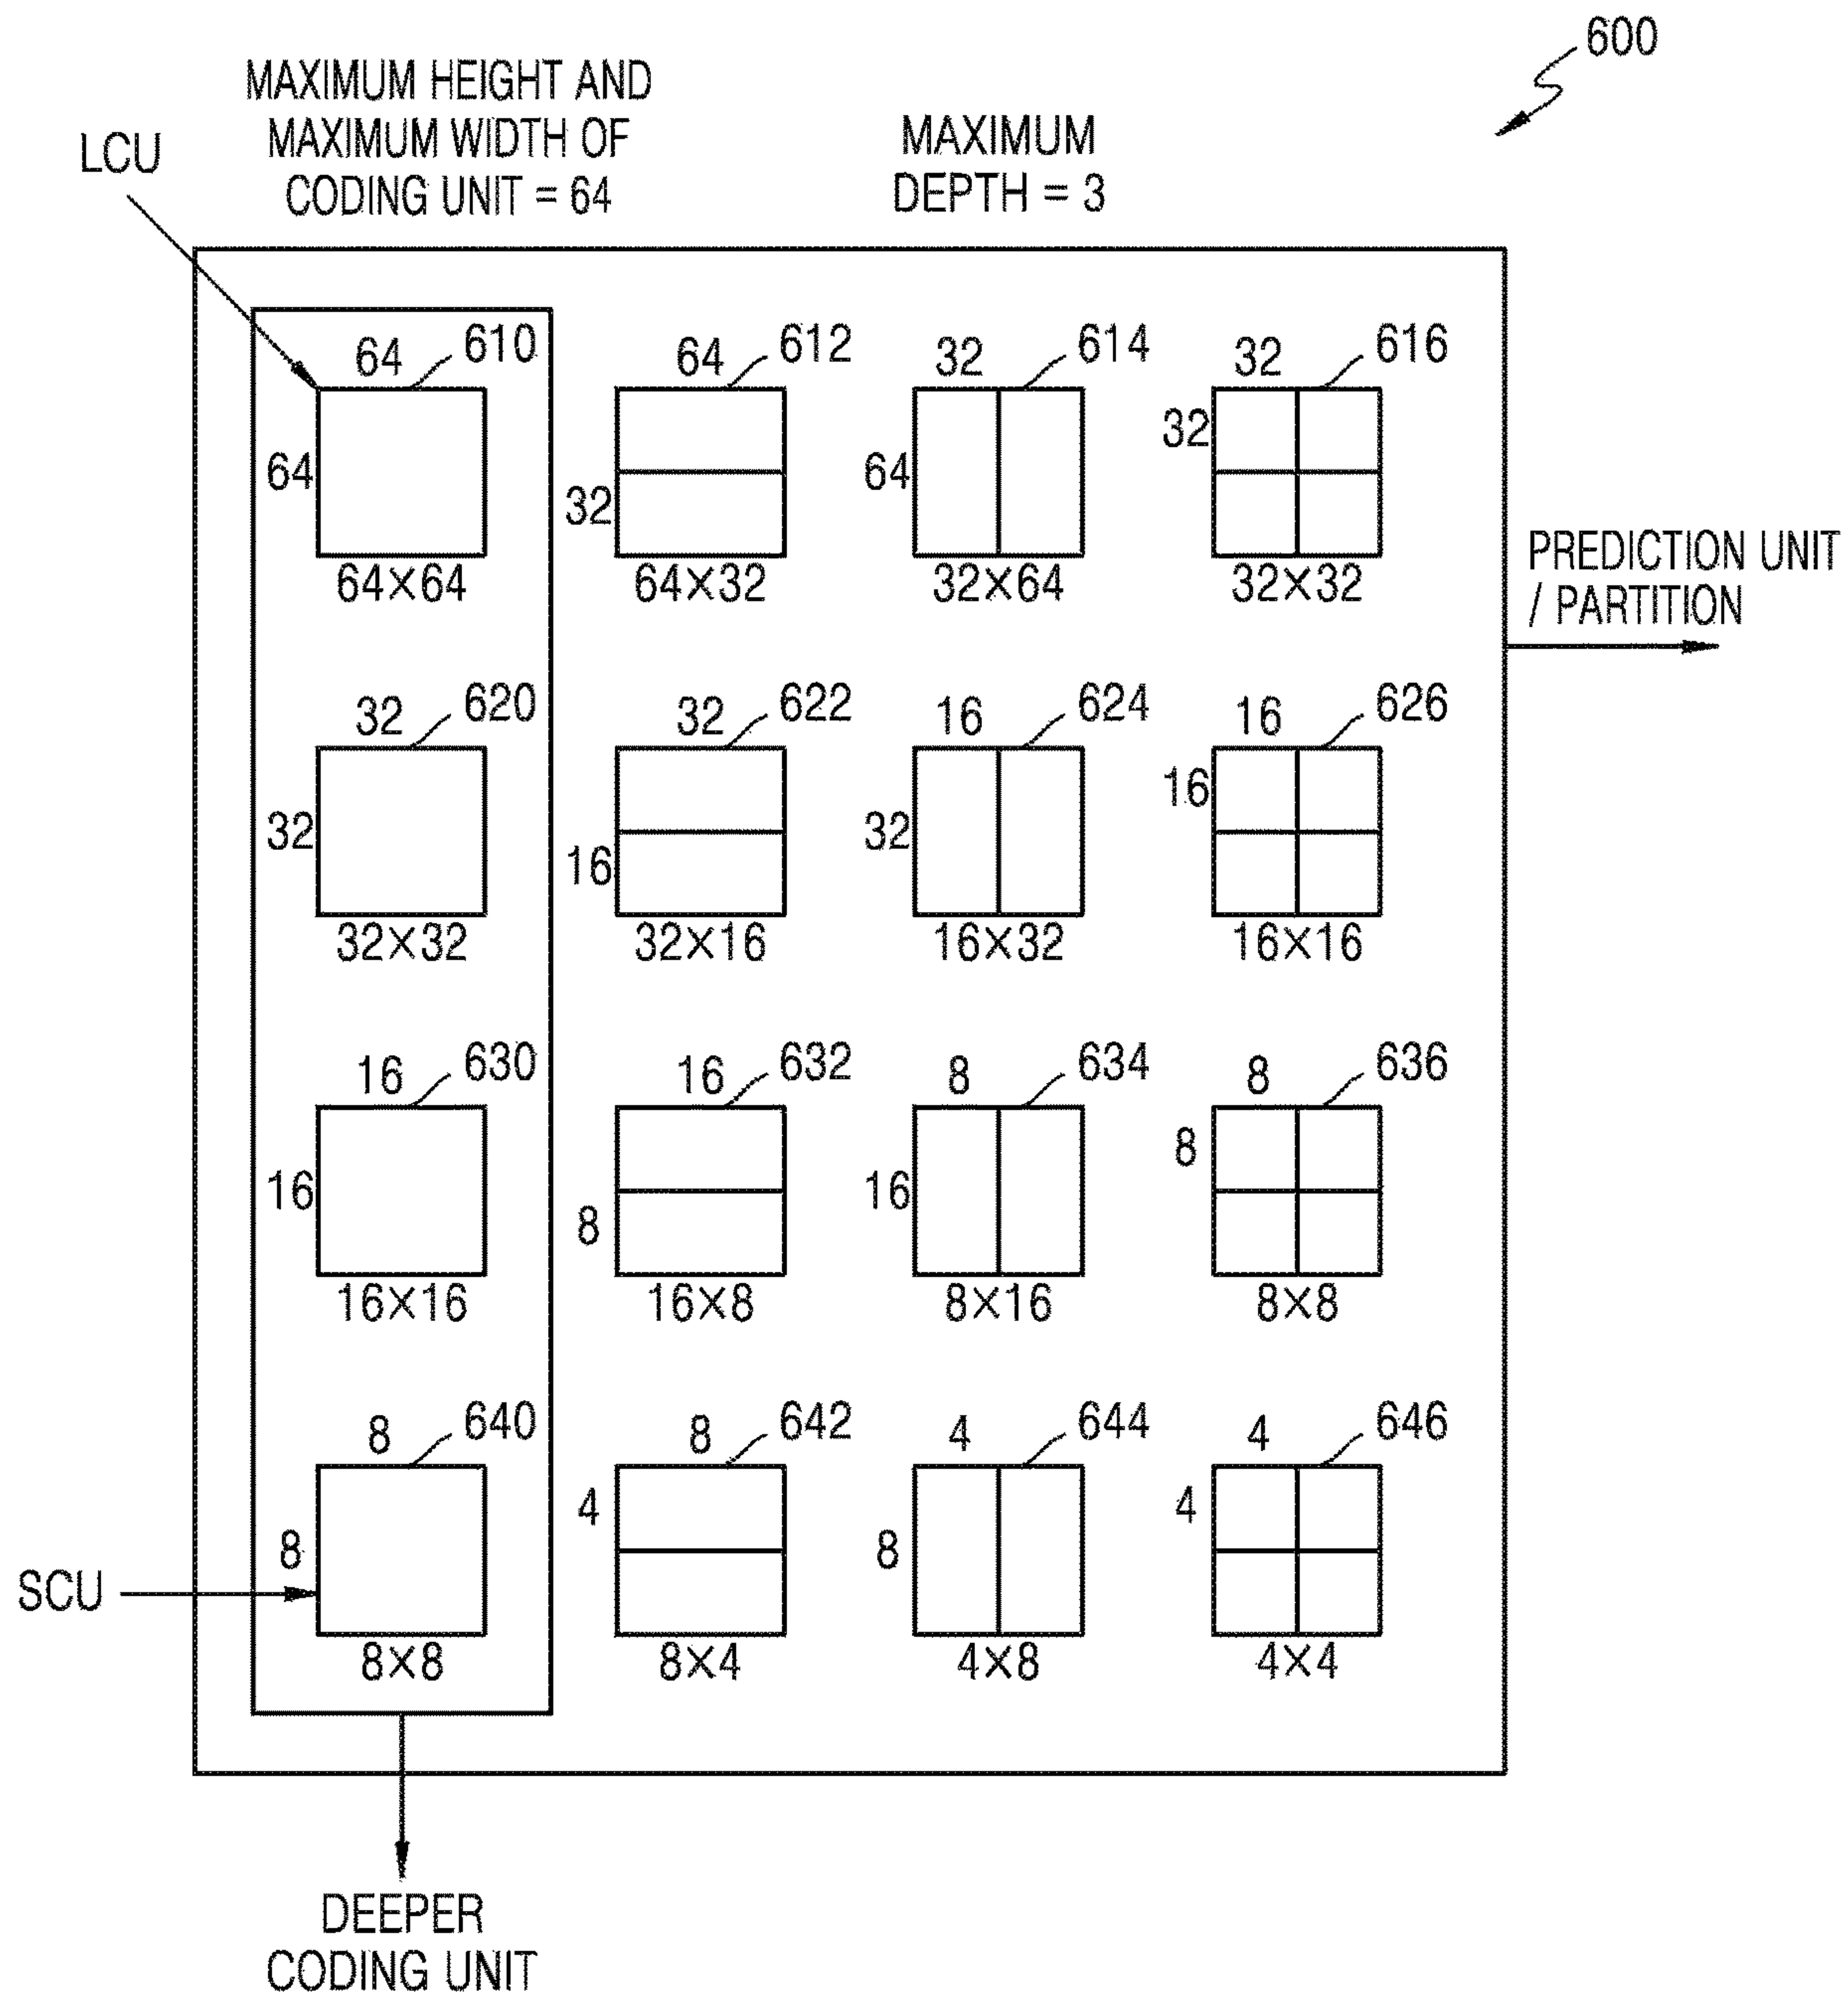 600
MAXIMUM HEIGHT AND
MAXIMUM WIDTH OF
CODING UNIT = 64
MAXIMUM
DEPTH = 3
LCU
64 610 64 612 32 614 32 616
64 32 64 32
64×64 64×32 32×64 32×32
PREDICTION UNIT
/ PARTITION
32 620 32 622 16 624 16 626
32 16 32 16
32×32 32×16 16×32 16×16
16 630 16 632 8 634 8 636
16 8 16 8
16×16 16×8 8×16 8×8
8 640 8 642 4 644 4 646
8 4 8 4
SCU
8×8 8×4 4×8 4×4
DEEPER
CODING UNIT